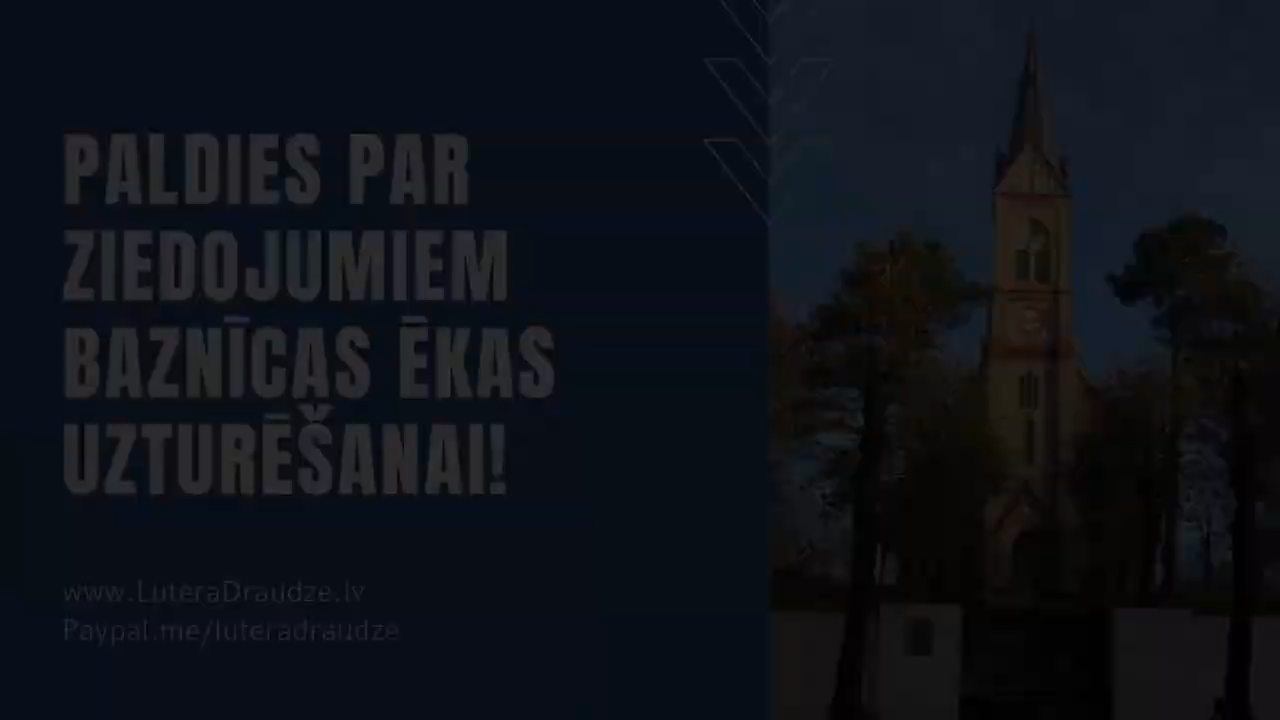 PALDIES PAR
ZIEDOJUMIEM
BAZNĪCAS ĒKAS
UZTURĒŠANAI!
www.LuteraDraudze.lv
Paypal.me/luteradraudze